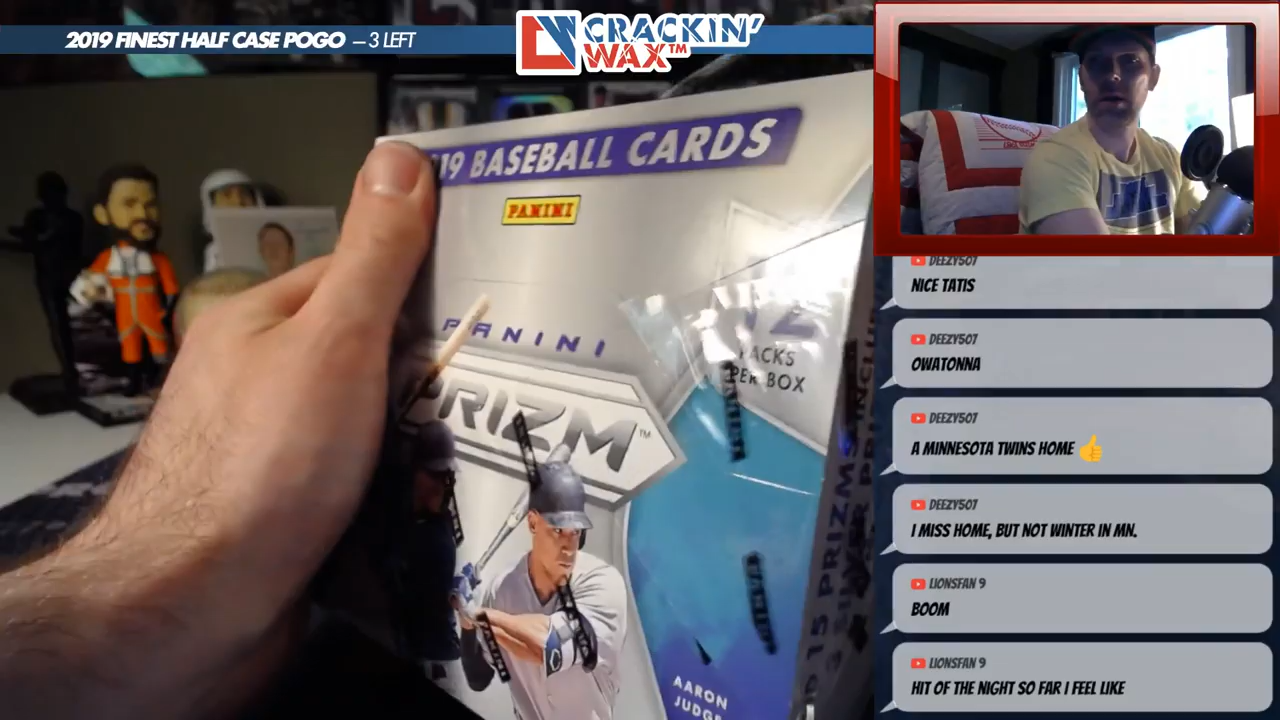 2019 FINEST HALF CASE POGO — 3 LEFT
CRACKIN'
WAX™
19 BASEBALL CARDS
PANINI
PANINI
PRIZM™
PACKS
PER BOX
AARON
JUDGE
DEEZY507
NICE TATIS
DEEZY507
OWATONNA
DEEZY507
A MINNESOTA TWINS HOME 👍
DEEZY507
I MISS HOME, BUT NOT WINTER IN MN.
LIONSFAN 9
BOOM
LIONSFAN 9
HIT OF THE NIGHT SO FAR I FEEL LIKE